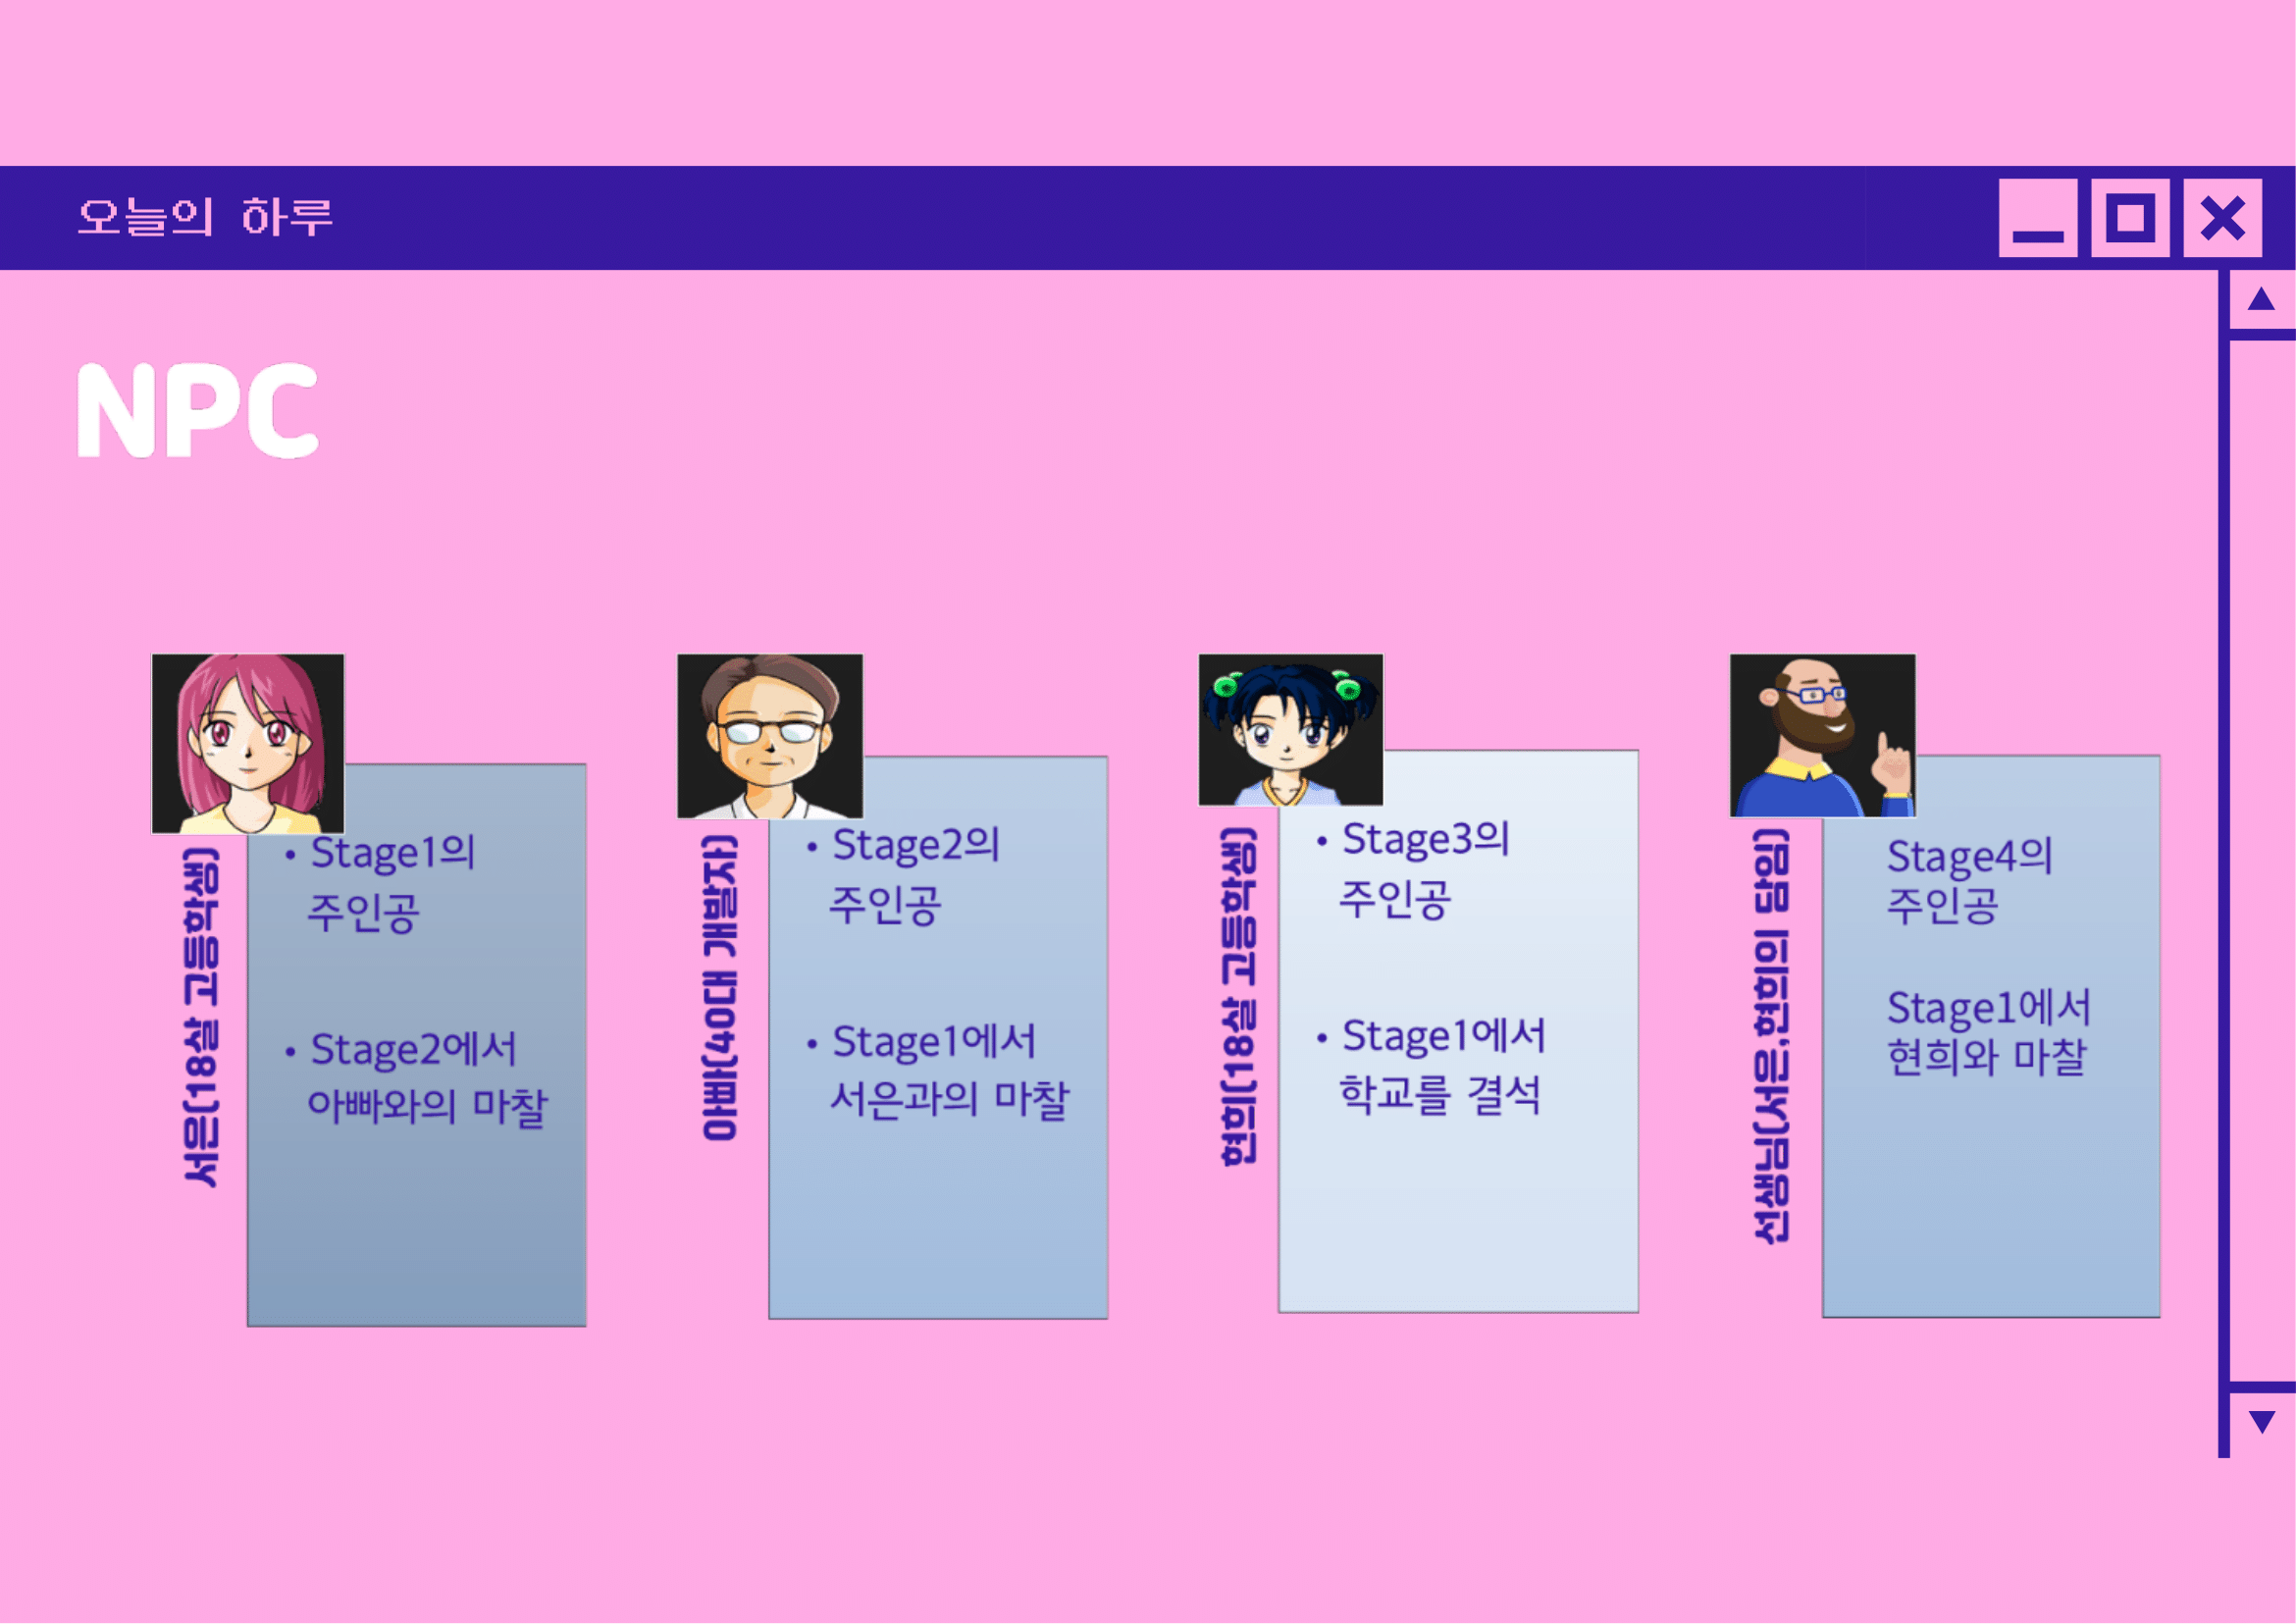 오늘의 하루
NPC
서은(18살 고등학생)
• Stage1의
주인공
• Stage2에서
아빠와의 마찰
아빠(40대 개발자)
• Stage2의
주인공
• Stage1에서
서은과의 마찰
현희(18살 고등학생)
• Stage3의
주인공
• Stage1에서
학교를 결석
선생님(서은,현희의 담임)
Stage4의
주인공
Stage1에서
현희와 마찰